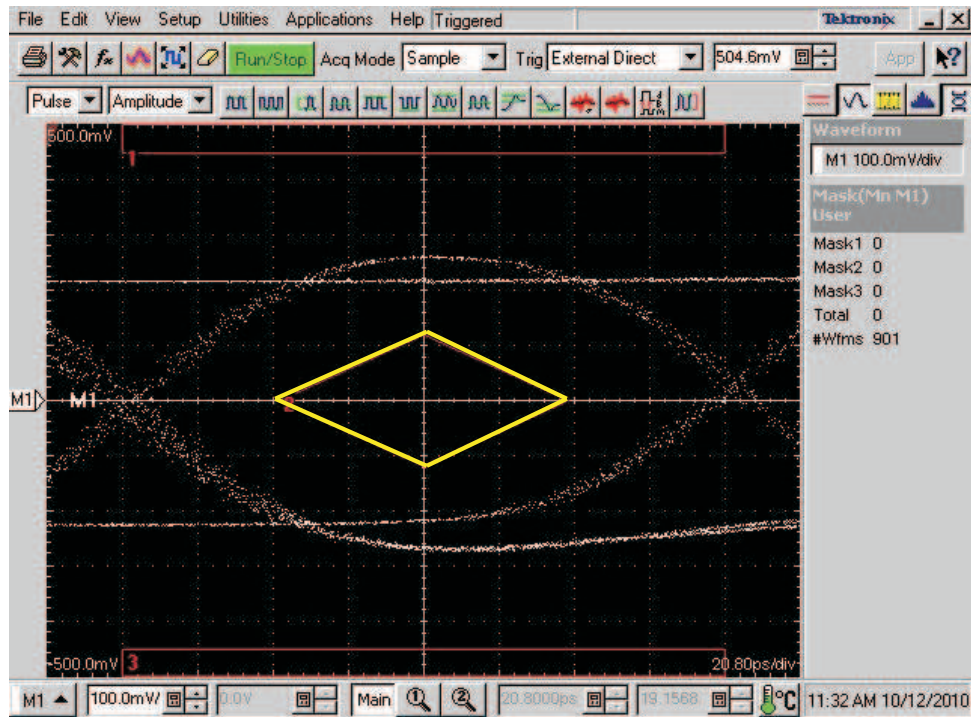 File Edit View Setup Utilities Applications Help Triggered Tektronix
Run/Stop Acq Mode Sample Trig External Direct 504.6mV App
Pulse Amplitude
500.0mV
1
Waveform
M1 100.0mV/div
Mask(Mn M1)
User
Mask1 0
Mask2 0
Mask3 0
Total 0
#Wfms 901
M1 M1
2
-500.0mV 3 20.80ps/div
M1 100.0mV/ 0.0V Main 1 2 20.8000ps 19.1568 °C 11:32 AM 10/12/2010